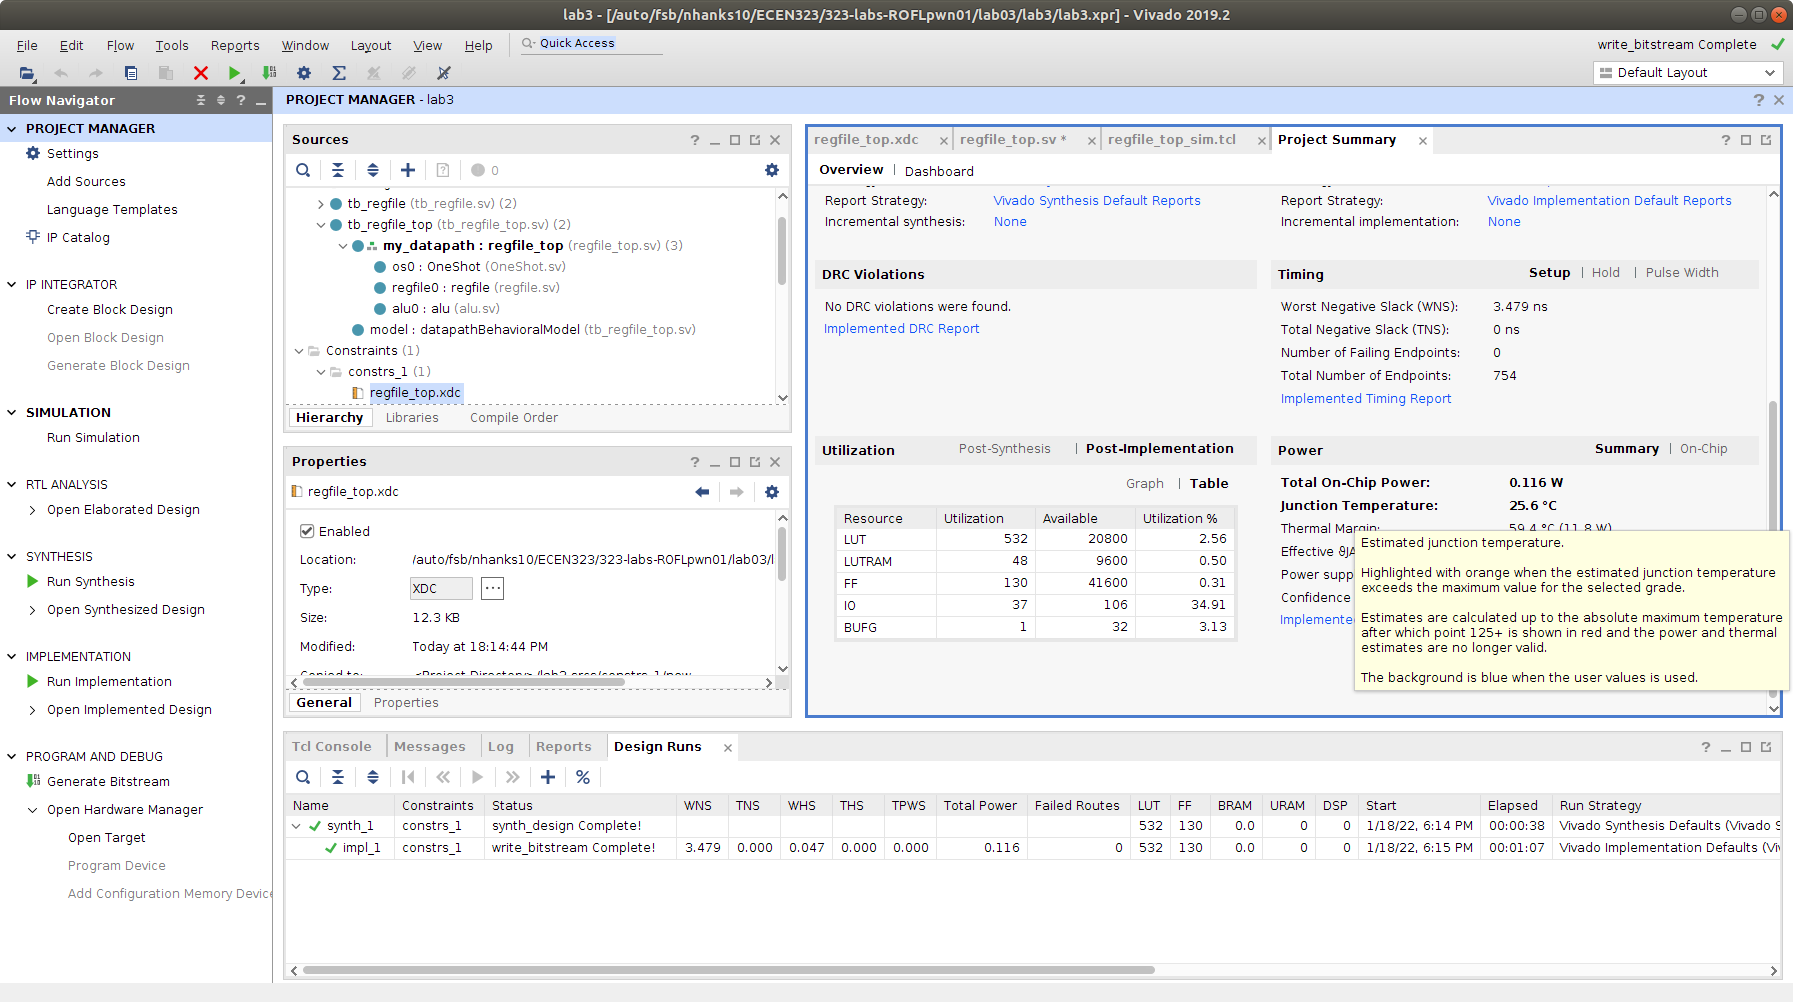 lab3 - [/auto/fsb/nhanks10/ECEN323/323-labs-ROFLpwn01/lab03/lab3/lab3.xpr] - Vivado 2019.2
File Edit Flow Tools Reports Window Layout View Help Quick Access
write_bitstream Complete
Default Layout
Flow Navigator
PROJECT MANAGER
Settings
Add Sources
Language Templates
IP Catalog
IP INTEGRATOR
Create Block Design
Open Block Design
Generate Block Design
SIMULATION
Run Simulation
RTL ANALYSIS
Open Elaborated Design
SYNTHESIS
Run Synthesis
Open Synthesized Design
IMPLEMENTATION
Run Implementation
Open Implemented Design
PROGRAM AND DEBUG
Generate Bitstream
Open Hardware Manager
Open Target
Program Device
Add Configuration Memory Device
PROJECT MANAGER - lab3
Sources
0
tb_regfile (tb_regfile.sv) (2)
tb_regfile_top (tb_regfile_top.sv) (2)
my_datapath : regfile_top (regfile_top.sv) (3)
os0 : OneShot (OneShot.sv)
regfile0 : regfile (regfile.sv)
alu0 : alu (alu.sv)
model : datapathBehavioralModel (tb_regfile_top.sv)
Constraints (1)
constrs_1 (1)
regfile_top.xdc
Hierarchy Libraries Compile Order
Properties
regfile_top.xdc
Enabled
Location: /auto/fsb/nhanks10/ECEN323/323-labs-ROFLpwn01/lab03/l
Type: XDC ...
Size: 12.3 KB
Modified: Today at 18:14:44 PM
Copied to: <Project Directory>/lab3.srcs/constrs_1/new
General Properties
regfile_top.xdc regfile_top.sv * regfile_top_sim.tcl Project Summary
Overview | Dashboard
Report Strategy: Vivado Synthesis Default Reports
Incremental synthesis: None
Report Strategy: Vivado Implementation Default Reports
Incremental implementation: None
DRC Violations
No DRC violations were found.
Implemented DRC Report
Timing Setup | Hold | Pulse Width
Worst Negative Slack (WNS): 3.479 ns
Total Negative Slack (TNS): 0 ns
Number of Failing Endpoints: 0
Total Number of Endpoints: 754
Implemented Timing Report
Utilization Post-Synthesis | Post-Implementation
Graph | Table
Resource Utilization Available Utilization %
LUT 532 20800 2.56
LUTRAM 48 9600 0.50
FF 130 41600 0.31
IO 37 106 34.91
BUFG 1 32 3.13
Power Summary | On-Chip
Total On-Chip Power: 0.116 W
Junction Temperature: 25.6 °C
Thermal Margin: 59.4 °C (11.8 W)
Effective ϑJA
Power supp
Confidence
Implemente
Estimated junction temperature.
Highlighted with orange when the estimated junction temperature
exceeds the maximum value for the selected grade.
Estimates are calculated up to the absolute maximum temperature
after which point 125+ is shown in red and the power and thermal
estimates are no longer valid.
The background is blue when the user values is used.
Tcl Console Messages Log Reports Design Runs
Name Constraints Status WNS TNS WHS THS TPWS Total Power Failed Routes LUT FF BRAM URAM DSP Start Elapsed Run Strategy
synth_1 constrs_1 synth_design Complete! 532 130 0.0 0 0 1/18/22, 6:14 PM 00:00:38 Vivado Synthesis Defaults (Vivado S
impl_1 constrs_1 write_bitstream Complete! 3.479 0.000 0.047 0.000 0.000 0.116 0 532 130 0.0 0 0 1/18/22, 6:15 PM 00:01:07 Vivado Implementation Defaults (Viv